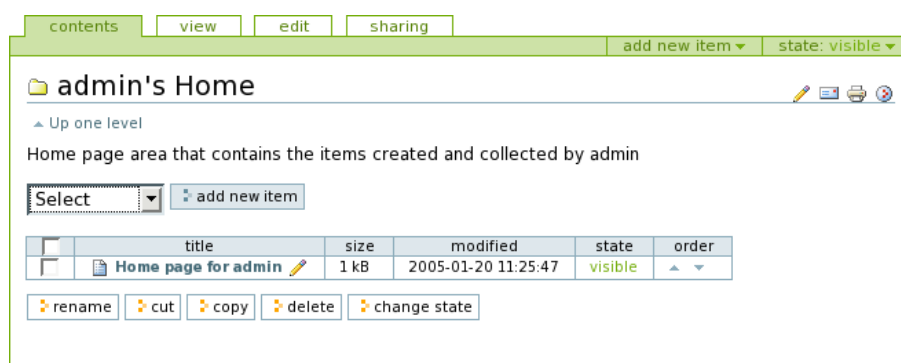 contents view edit sharing
add new item state: visible
admin's Home
Up one level
Home page area that contains the items created and collected by admin
Select add new item
title size modified state order
Home page for admin 1 kB 2005-01-20 11:25:47 visible
rename cut copy delete change state